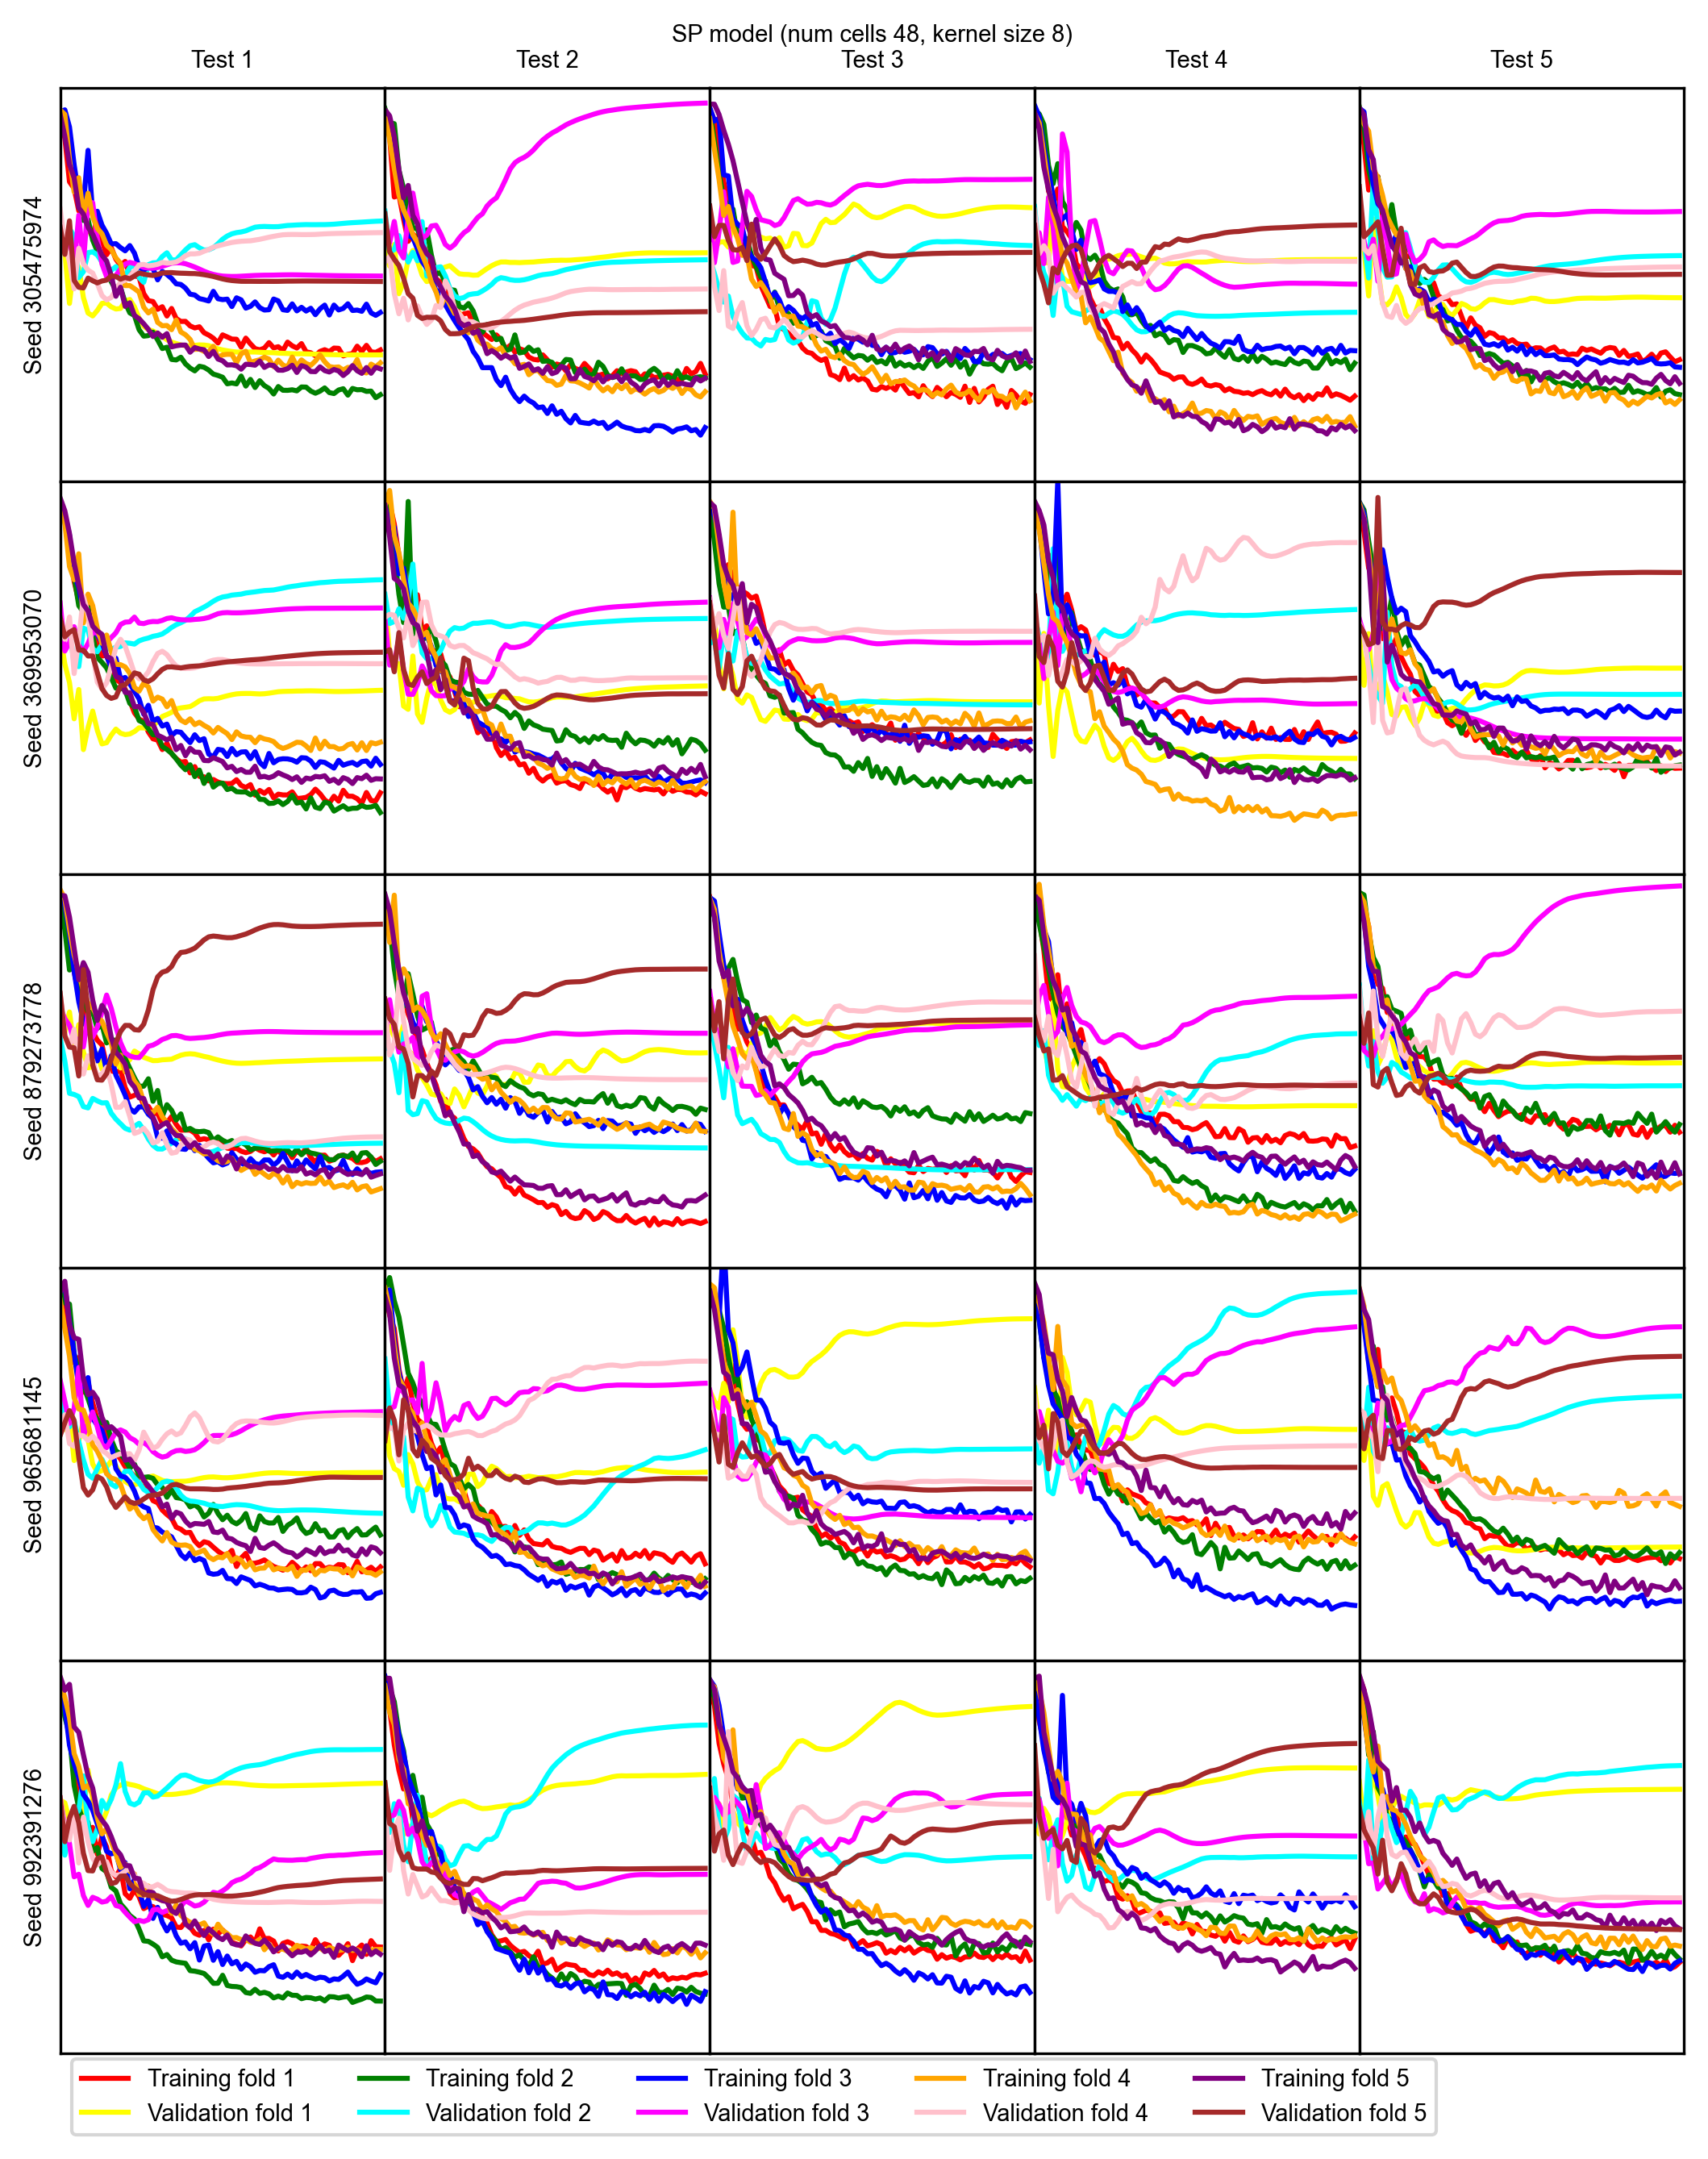 SP model (num cells 48, kernel size 8)
Test 1 Test 2 Test 3 Test 4 Test 5
Seed 305475974
Seed 3699530​70
Seed 879273778
Seed 965681145
Seed 992391276
Training fold 1 Training fold 2 Training fold 3 Training fold 4 Training fold 5
Validation fold 1 Validation fold 2 Validation fold 3 Validation fold 4 Validation fold 5